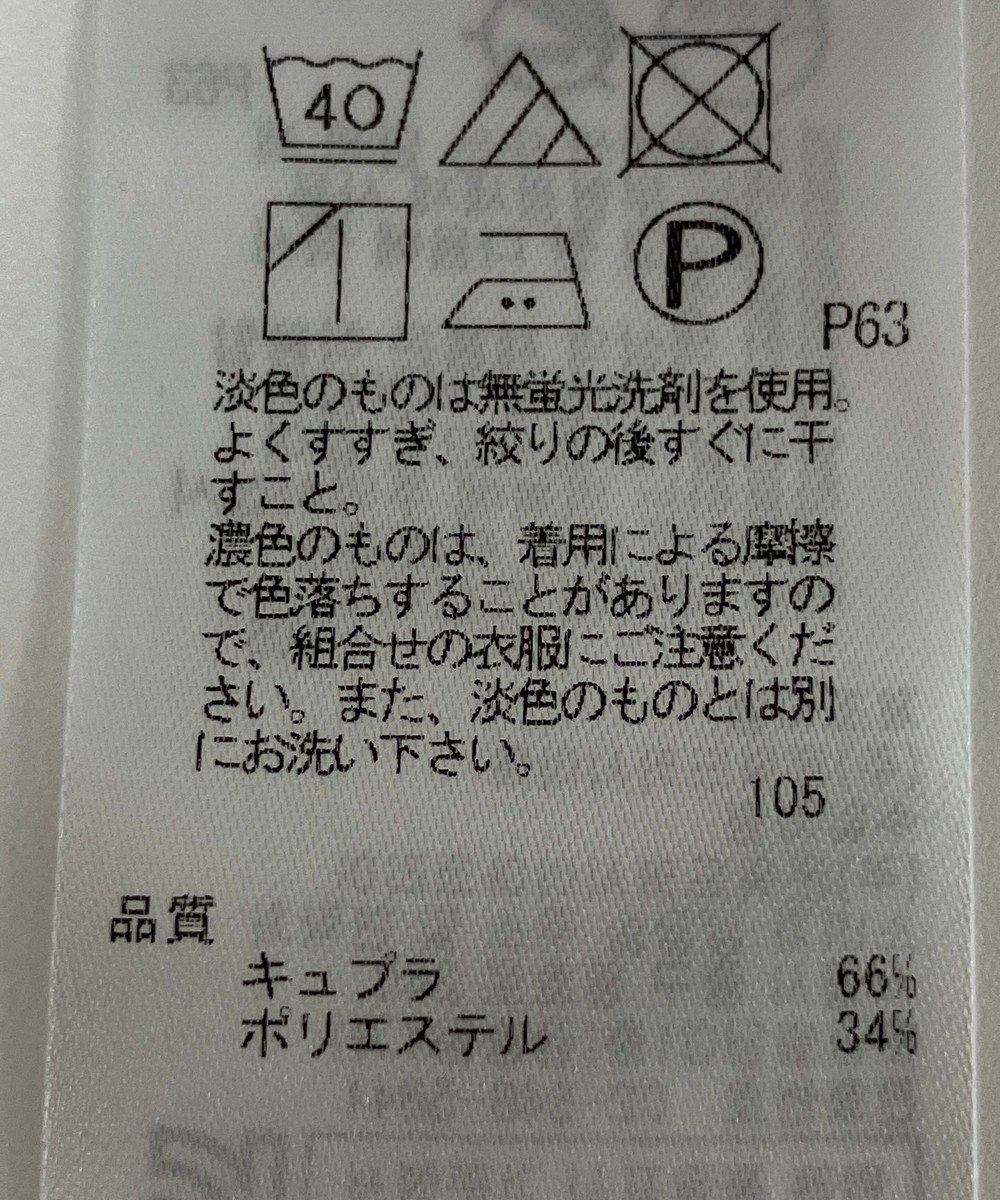 40
P
P63
淡色のものは無蛍光洗剤を使用。
よくすすぎ、絞りの後すぐに干
すこと。
濃色のものは、着用による摩擦
で色落ちすることがありますの
で、組合せの衣服にご注意くだ
さい。また、淡色のものとは別
にお洗い下さい。
105
品質
キュプラ 66%
ポリエステル 34%